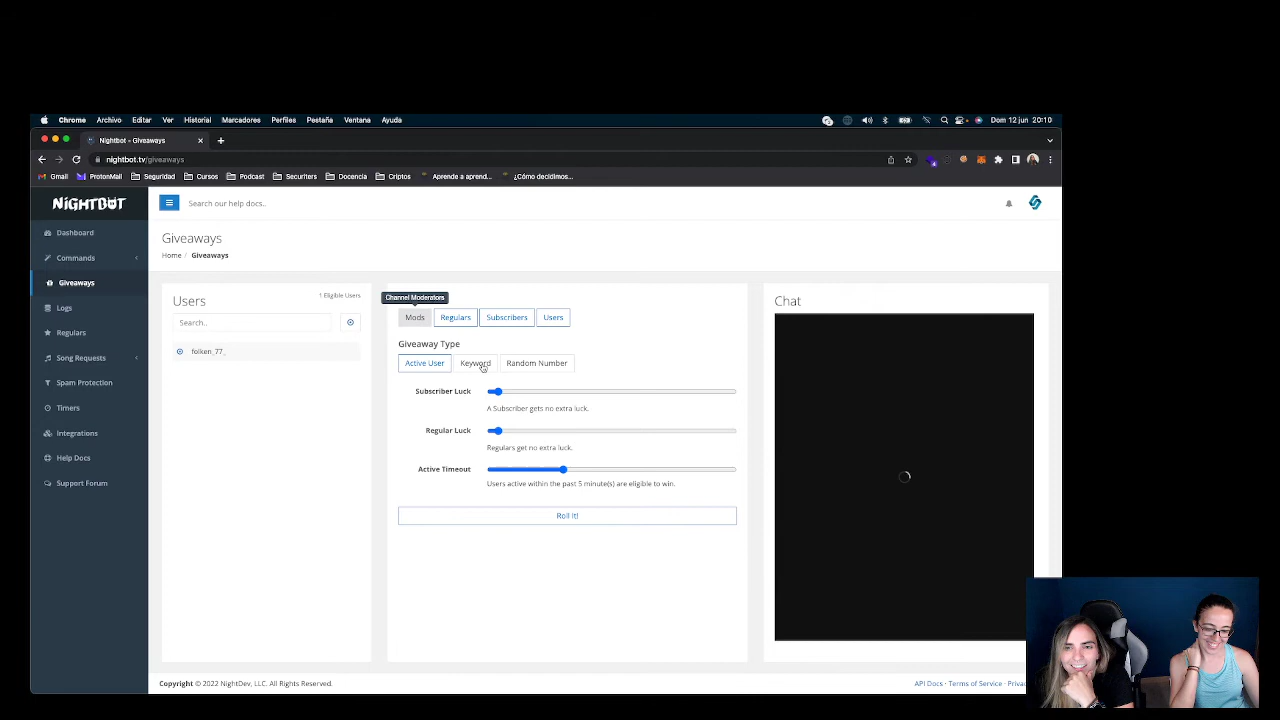 Chrome Archivo Editar Ver Historial Marcadores Perfiles Pestaña Ventana Ayuda Dom 12 jun 20:10
Nightbot - Giveaways
nightbot.tv/giveaways
Gmail ProtonMail Seguridad Cursos Podcast Securiters Docencia Criptos Aprende a aprend... ¿Cómo decidimos...
NiGHTBOT
Search our help docs..
Dashboard
Commands
Giveaways
Logs
Regulars
Song Requests
Spam Protection
Timers
Integrations
Help Docs
Support Forum
Giveaways
Home / Giveaways
Users
1 Eligible Users
Search..
folken_77_
Channel Moderators
Mods Regulars Subscribers Users
Giveaway Type
Active User Keyword Random Number
Subscriber Luck
A Subscriber gets no extra luck.
Regular Luck
Regulars get no extra luck.
Active Timeout
Users active within the past 5 minute(s) are eligible to win.
Roll It!
Chat
Copyright © 2022 NightDev, LLC. All Rights Reserved.
API Docs · Terms of Service · Priva